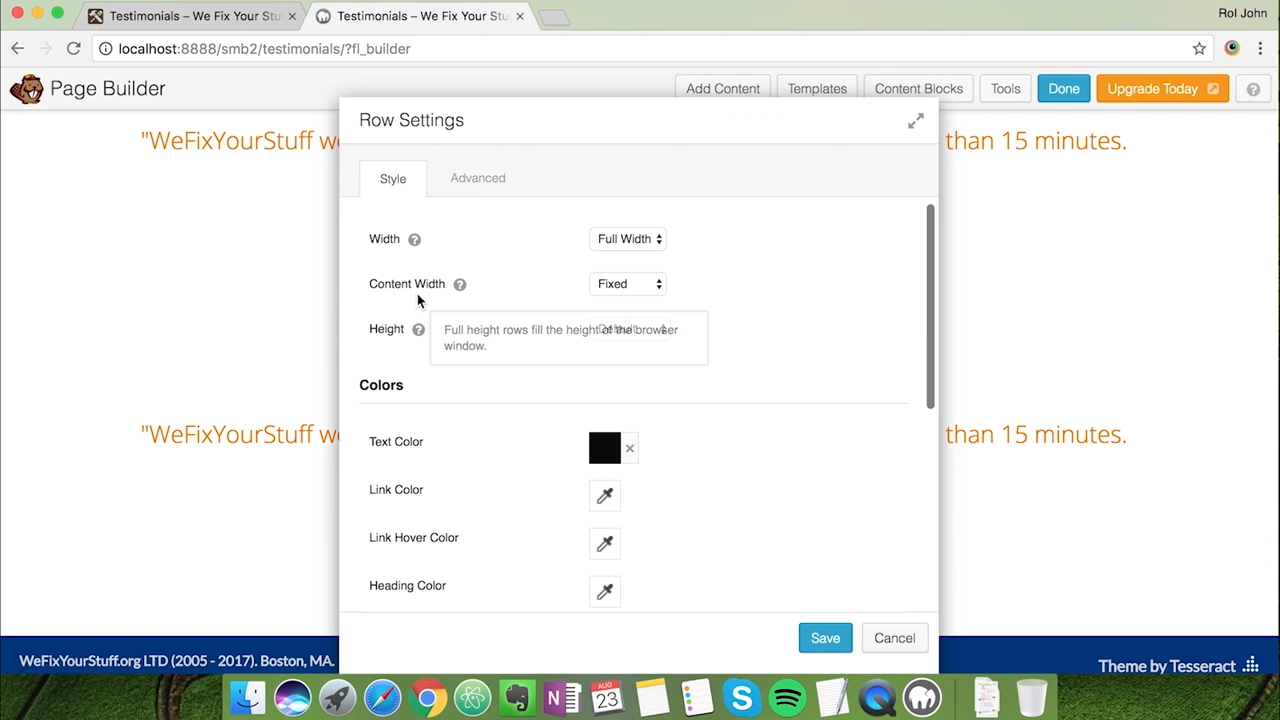 Rol John
Testimonials – We Fix Your Stu
Testimonials – We Fix Your Stu
localhost:8888/smb2/testimonials/?fl_builder
Page Builder
Add Content
Templates
Content Blocks
Tools
Done
Upgrade Today
?
Row Settings
"WeFixYourStuff we
than 15 minutes.
Style
Advanced
Width ?
Full Width
Content Width ?
Fixed
Height ?
Default
Full height rows fill the height of the browser
window.
Colors
"WeFixYourStuff we
than 15 minutes.
Text Color
Link Color
Link Hover Color
Heading Color
Save
Cancel
WeFixYourStuff.org LTD (2005 - 2017). Boston, MA.
Theme by Tesseract
AUG
23